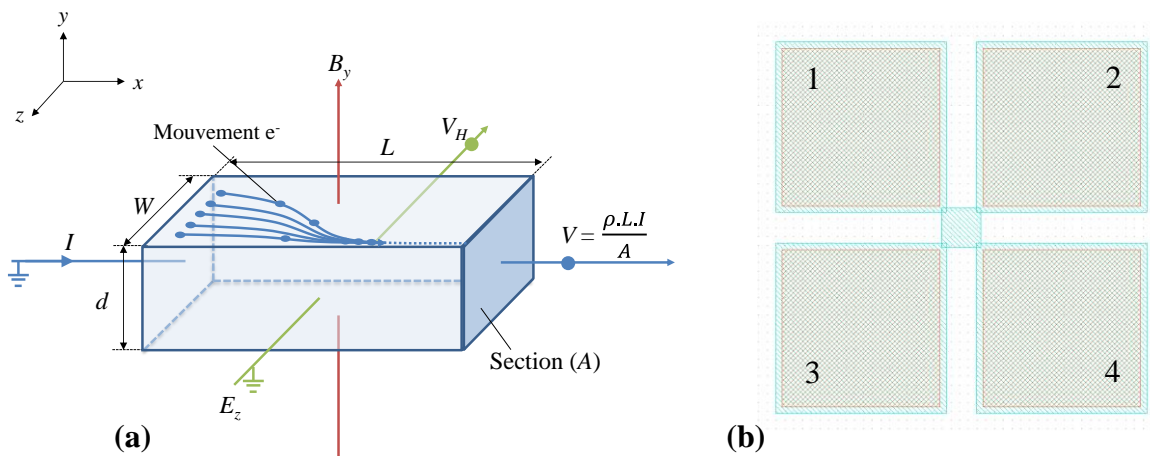 y
x
z
B_y
Mouvement e⁻
V_H
L
W
I
V = ρ.L.I / A
d
Section (A)
E_z
(a)
1
2
3
4
(b)